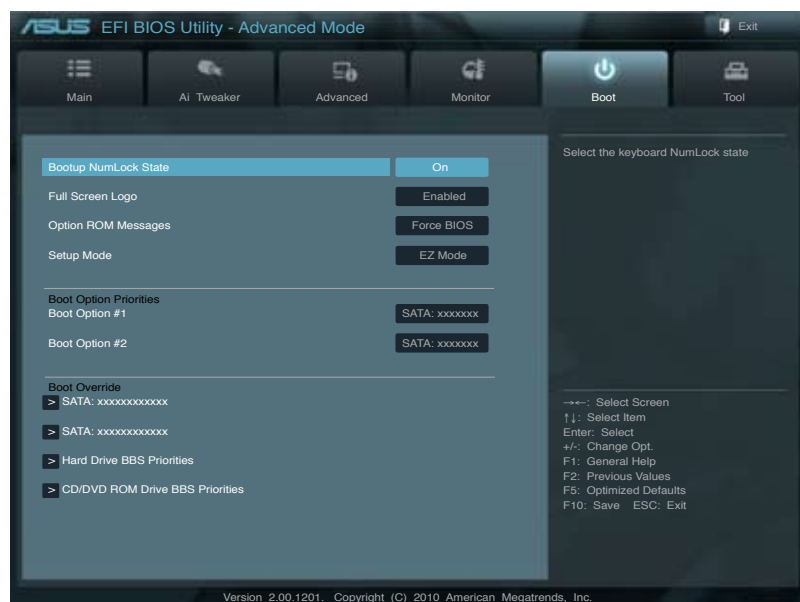 ASUS EFI BIOS Utility - Advanced Mode
Exit
Main
Ai Tweaker
Advanced
Monitor
Boot
Tool
Bootup NumLock State On
Full Screen Logo Enabled
Option ROM Messages Force BIOS
Setup Mode EZ Mode
Boot Option Priorities
Boot Option #1 SATA: xxxxxxx
Boot Option #2 SATA: xxxxxxx
Boot Override
> SATA: xxxxxxxxxxxx
> SATA: xxxxxxxxxxxx
> Hard Drive BBS Priorities
> CD/DVD ROM Drive BBS Priorities
Select the keyboard NumLock state
→←: Select Screen
↑↓: Select Item
Enter: Select
+/-: Change Opt.
F1: General Help
F2: Previous Values
F5: Optimized Defaults
F10: Save ESC: Exit
Version 2.00.1201. Copyright (C) 2010 American Megatrends, Inc.